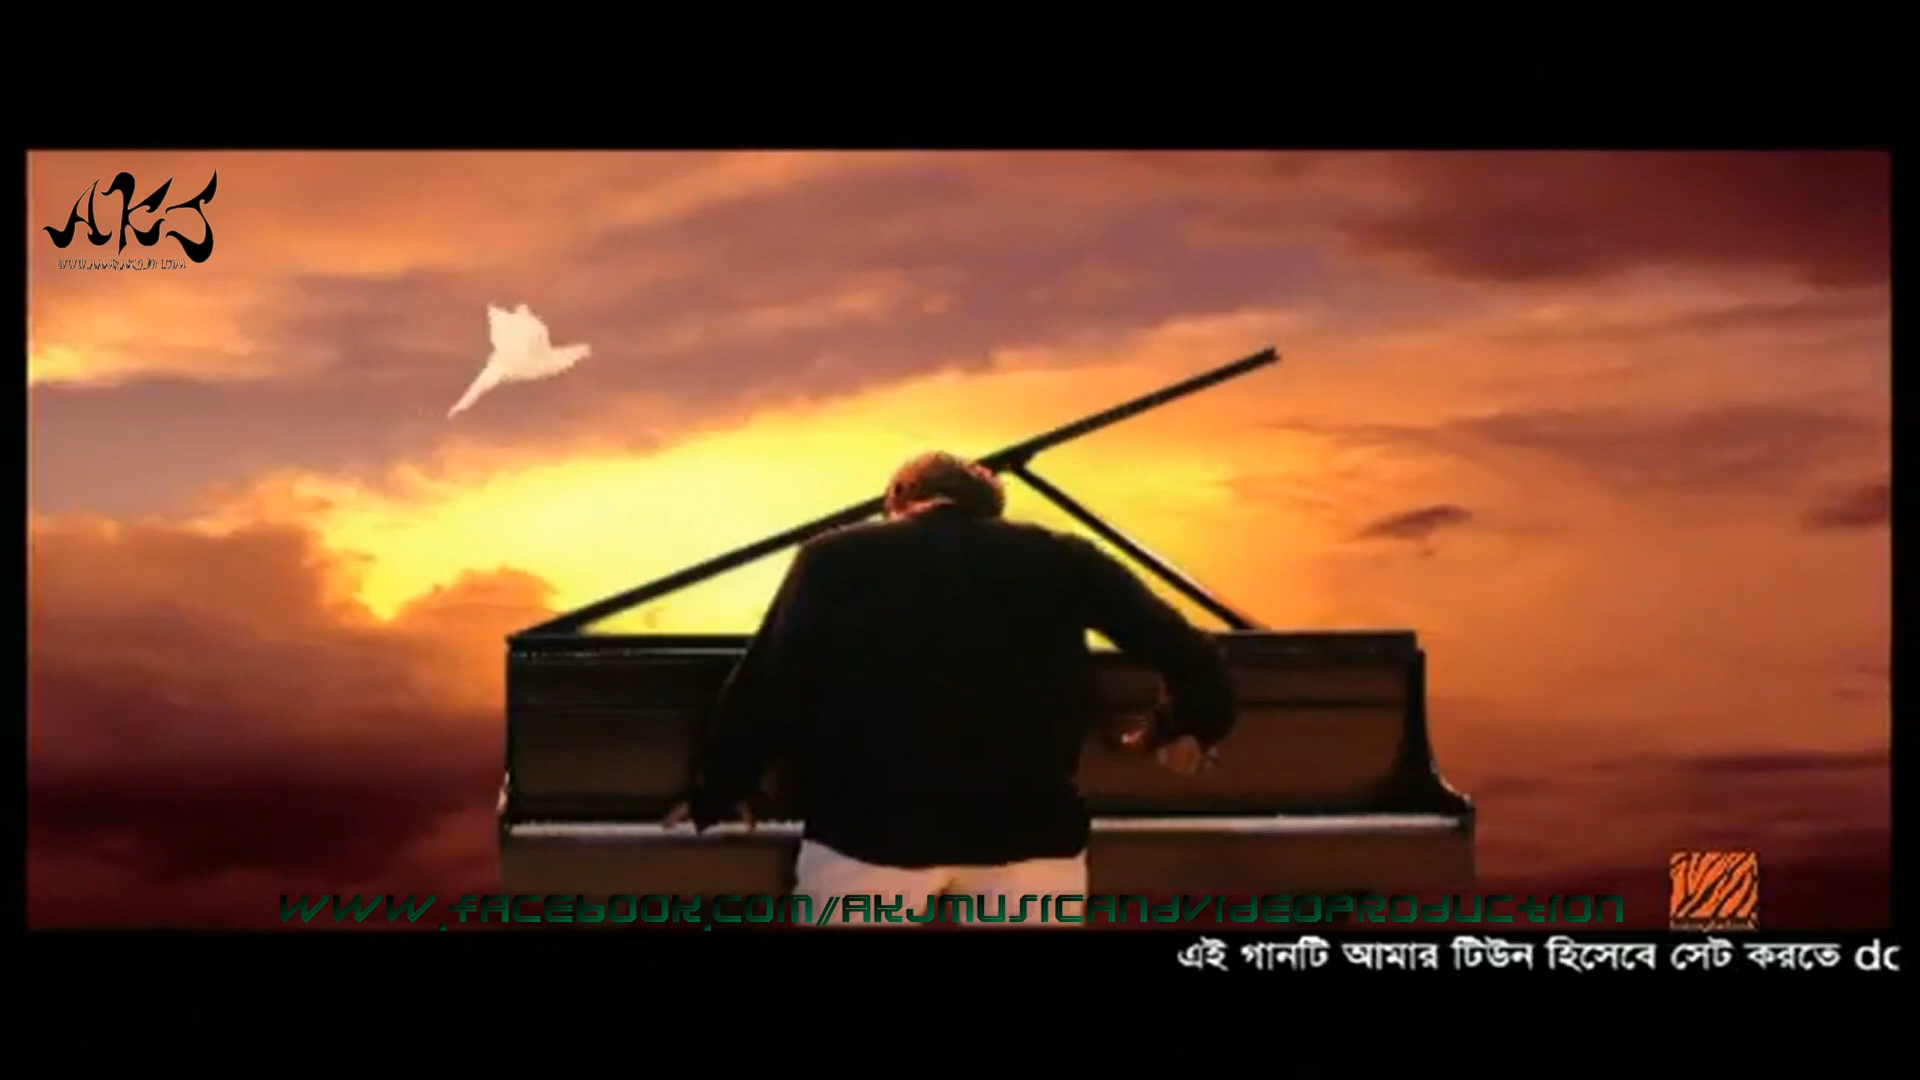 AKJ
www.facebook.com/akjmusicandvideoproduction
এই গানটি আমার টিউন হিসেবে সেট করতে dc